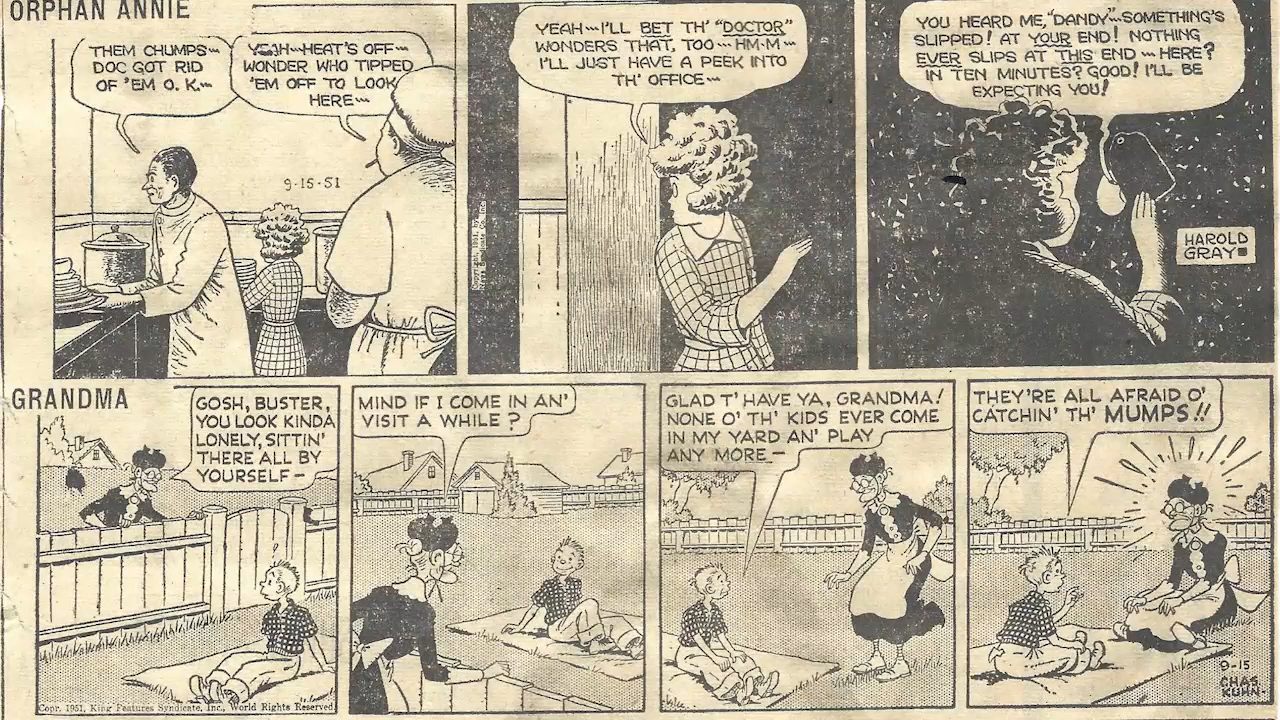 ORPHAN ANNIE
THEM CHUMPS---
DOC GOT RID
OF 'EM O. K.---
YEAH---HEAT'S OFF---
WONDER WHO TIPPED
'EM OFF TO LOOK
HERE---
9-15-51
YEAH---I'LL BET TH' "DOCTOR"
WONDERS THAT, TOO---HM-M---
I'LL JUST HAVE A PEEK INTO
TH' OFFICE---
YOU HEARD ME, "DANDY"---SOMETHING'S
SLIPPED! AT YOUR END! NOTHING
EVER SLIPS AT THIS END---HERE?
IN TEN MINUTES? GOOD! I'LL BE
EXPECTING YOU!
HAROLD
GRAY
GRANDMA
GOSH, BUSTER,
YOU LOOK KINDA
LONELY, SITTIN'
THERE ALL BY
YOURSELF-
Copr. 1951, King Features Syndicate, Inc., World Rights Reserved
MIND IF I COME IN AN'
VISIT A WHILE?
GLAD T' HAVE YA, GRANDMA!
NONE O' TH' KIDS EVER COME
IN MY YARD AN' PLAY
ANY MORE-
THEY'RE ALL AFRAID O'
CATCHIN' TH' MUMPS!!
9-15
CHAS.
KUHN-